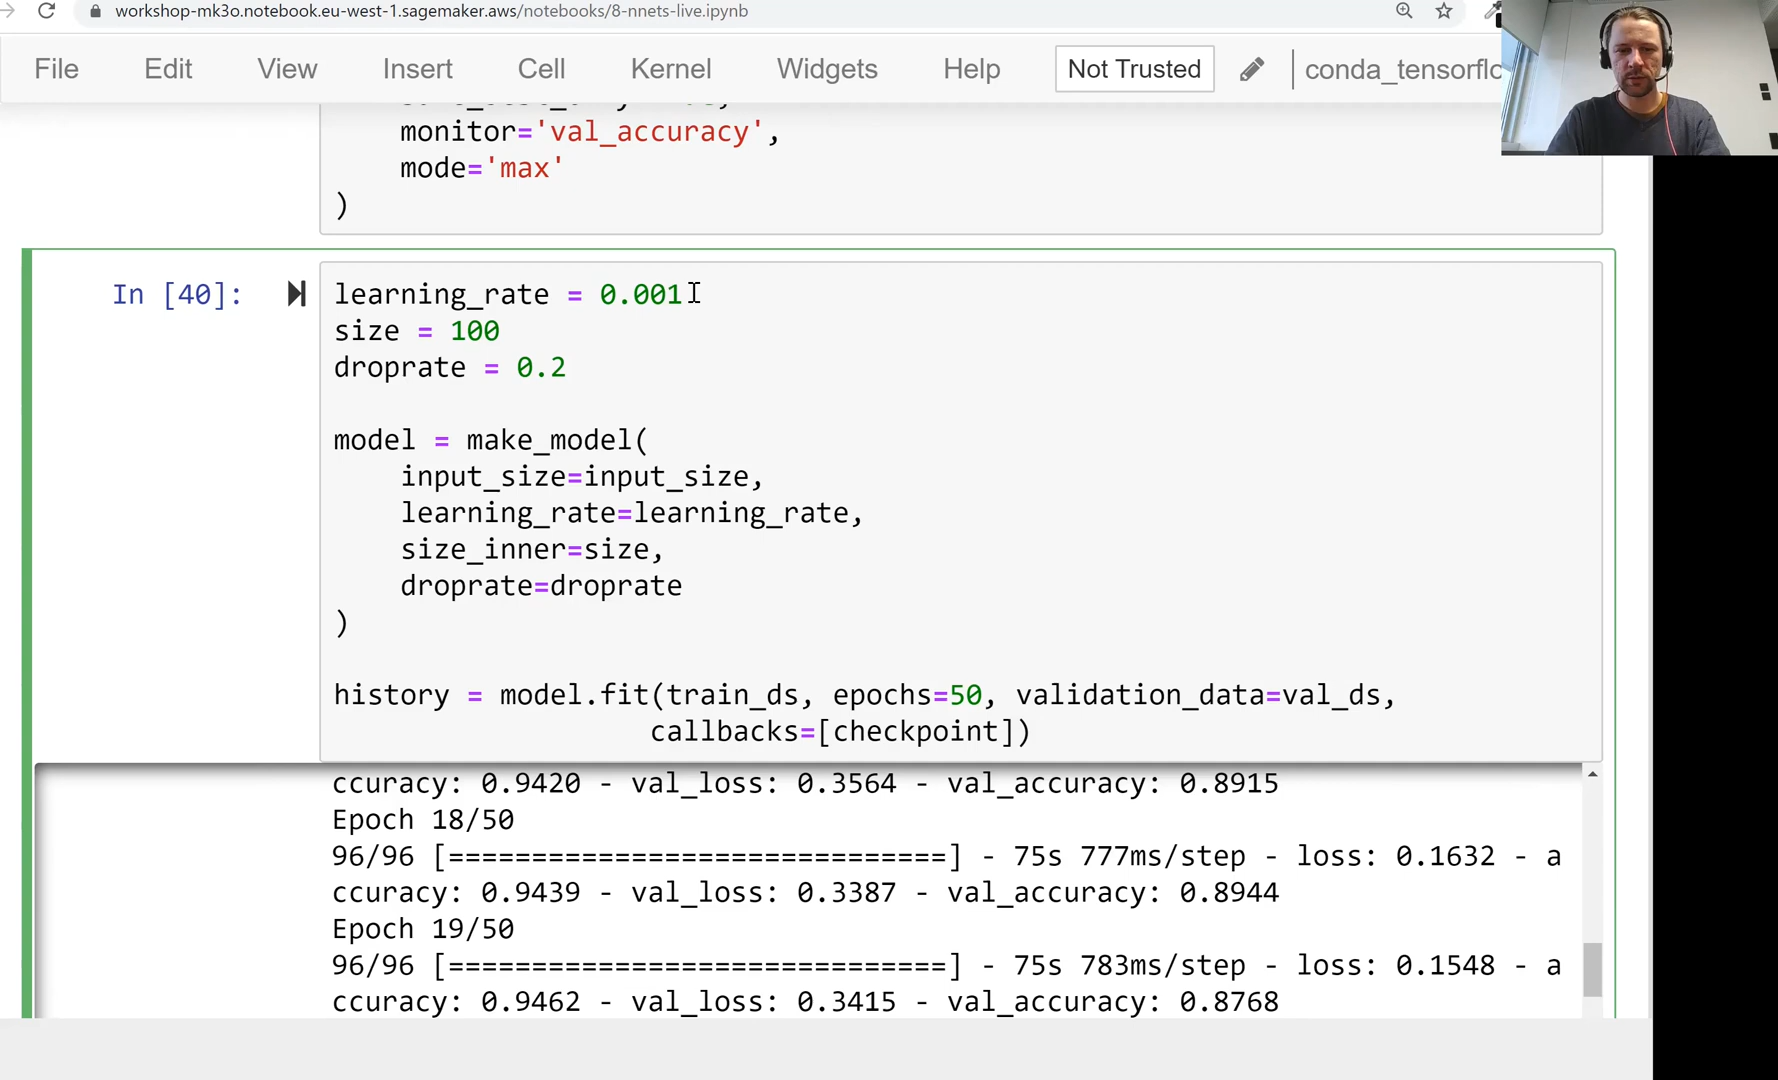 workshop-mk3o.notebook.eu-west-1.sagemaker.aws/notebooks/8-nnets-live.ipynb
File Edit View Insert Cell Kernel Widgets Help Not Trusted conda_tensorflo
monitor='val_accuracy',
mode='max'
)
In [40]:
learning_rate = 0.001
size = 100
droprate = 0.2
model = make_model(
input_size=input_size,
learning_rate=learning_rate,
size_inner=size,
droprate=droprate
)
history = model.fit(train_ds, epochs=50, validation_data=val_ds,
callbacks=[checkpoint])
ccuracy: 0.9420 - val_loss: 0.3564 - val_accuracy: 0.8915
Epoch 18/50
96/96 [==============================] - 75s 777ms/step - loss: 0.1632 - a
ccuracy: 0.9439 - val_loss: 0.3387 - val_accuracy: 0.8944
Epoch 19/50
96/96 [==============================] - 75s 783ms/step - loss: 0.1548 - a
ccuracy: 0.9462 - val_loss: 0.3415 - val_accuracy: 0.8768